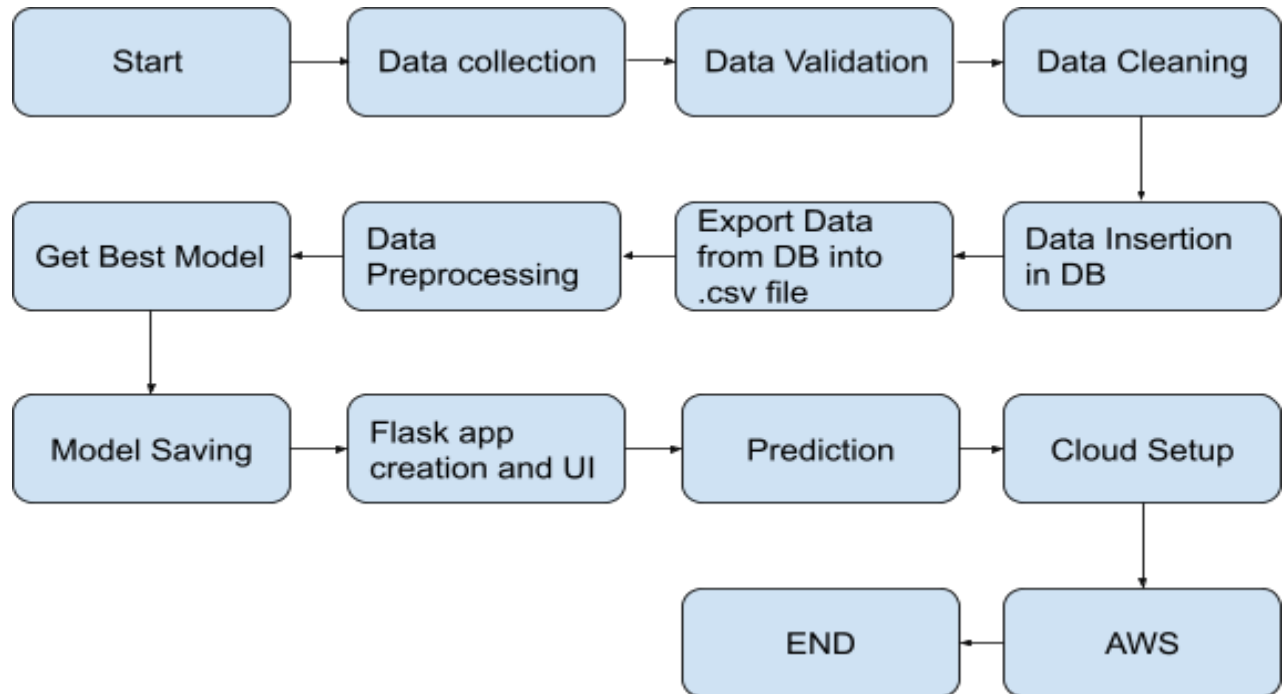 Start
Data collection
Data Validation
Data Cleaning
Data Insertion
in DB
Export Data
from DB into
.csv file
Data
Preprocessing
Get Best Model
Model Saving
Flask app
creation and UI
Prediction
Cloud Setup
AWS
END